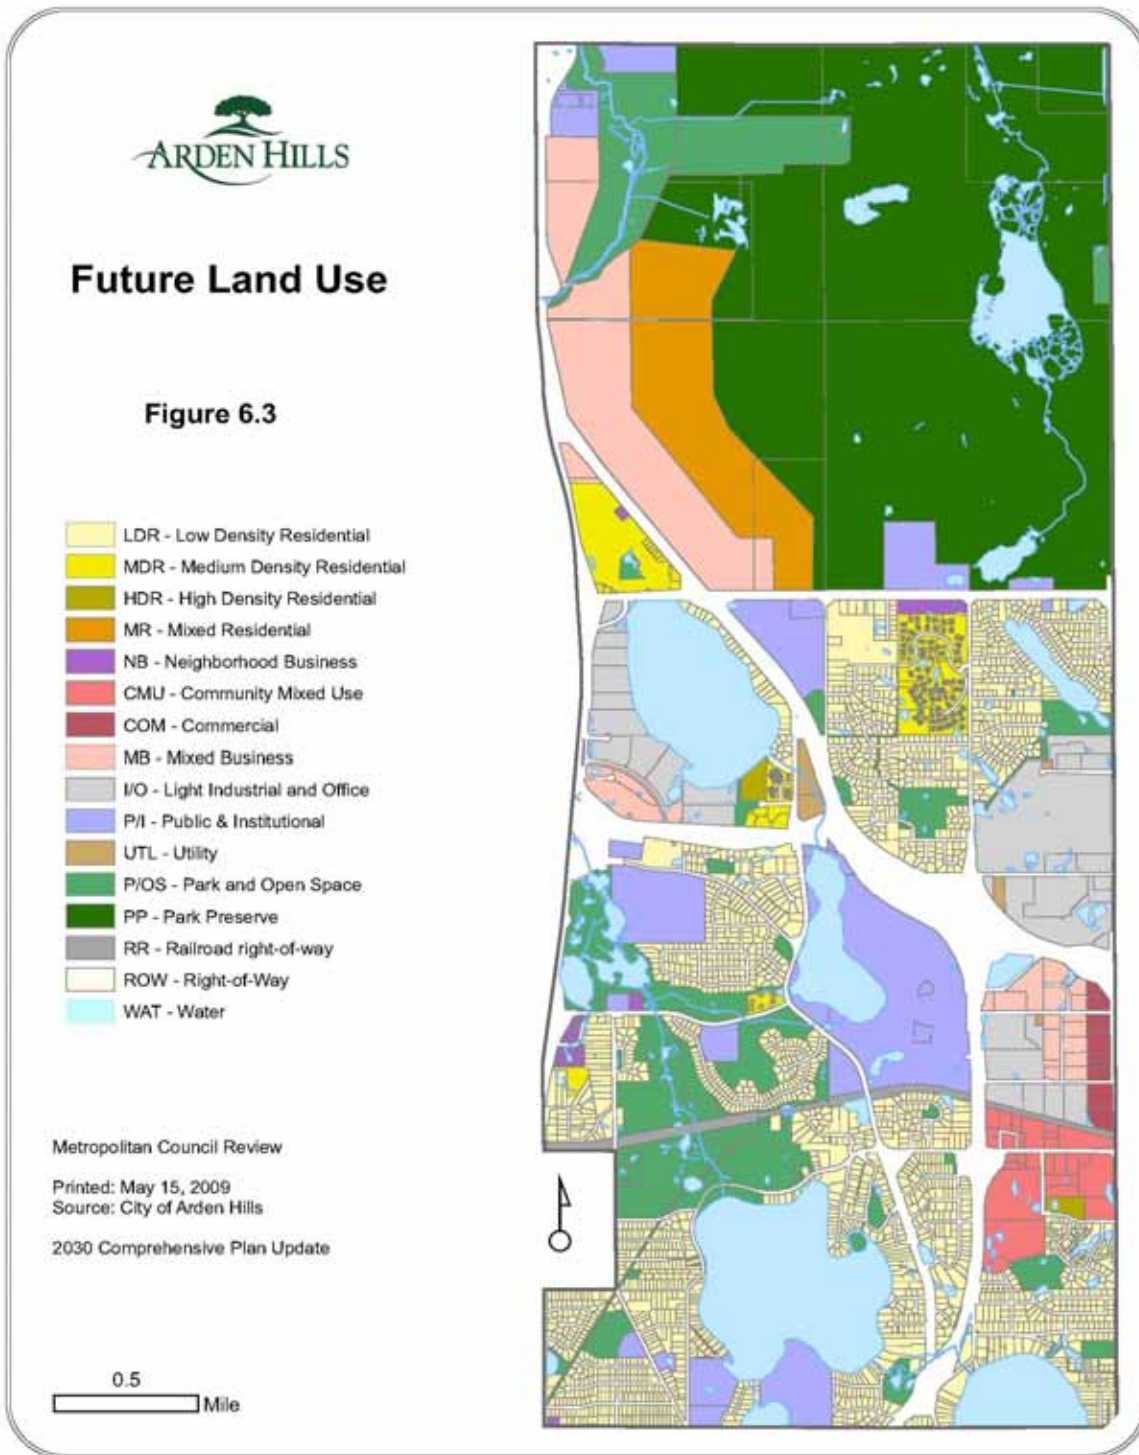 ARDEN HILLS
Future Land Use
Figure 6.3
LDR - Low Density Residential
MDR - Medium Density Residential
HDR - High Density Residential
MR - Mixed Residential
NB - Neighborhood Business
CMU - Community Mixed Use
COM - Commercial
MB - Mixed Business
I/O - Light Industrial and Office
P/I - Public & Institutional
UTL - Utility
P/OS - Park and Open Space
PP - Park Preserve
RR - Railroad right-of-way
ROW - Right-of-Way
WAT - Water
Metropolitan Council Review
Printed: May 15, 2009
Source: City of Arden Hills
2030 Comprehensive Plan Update
0.5
Mile